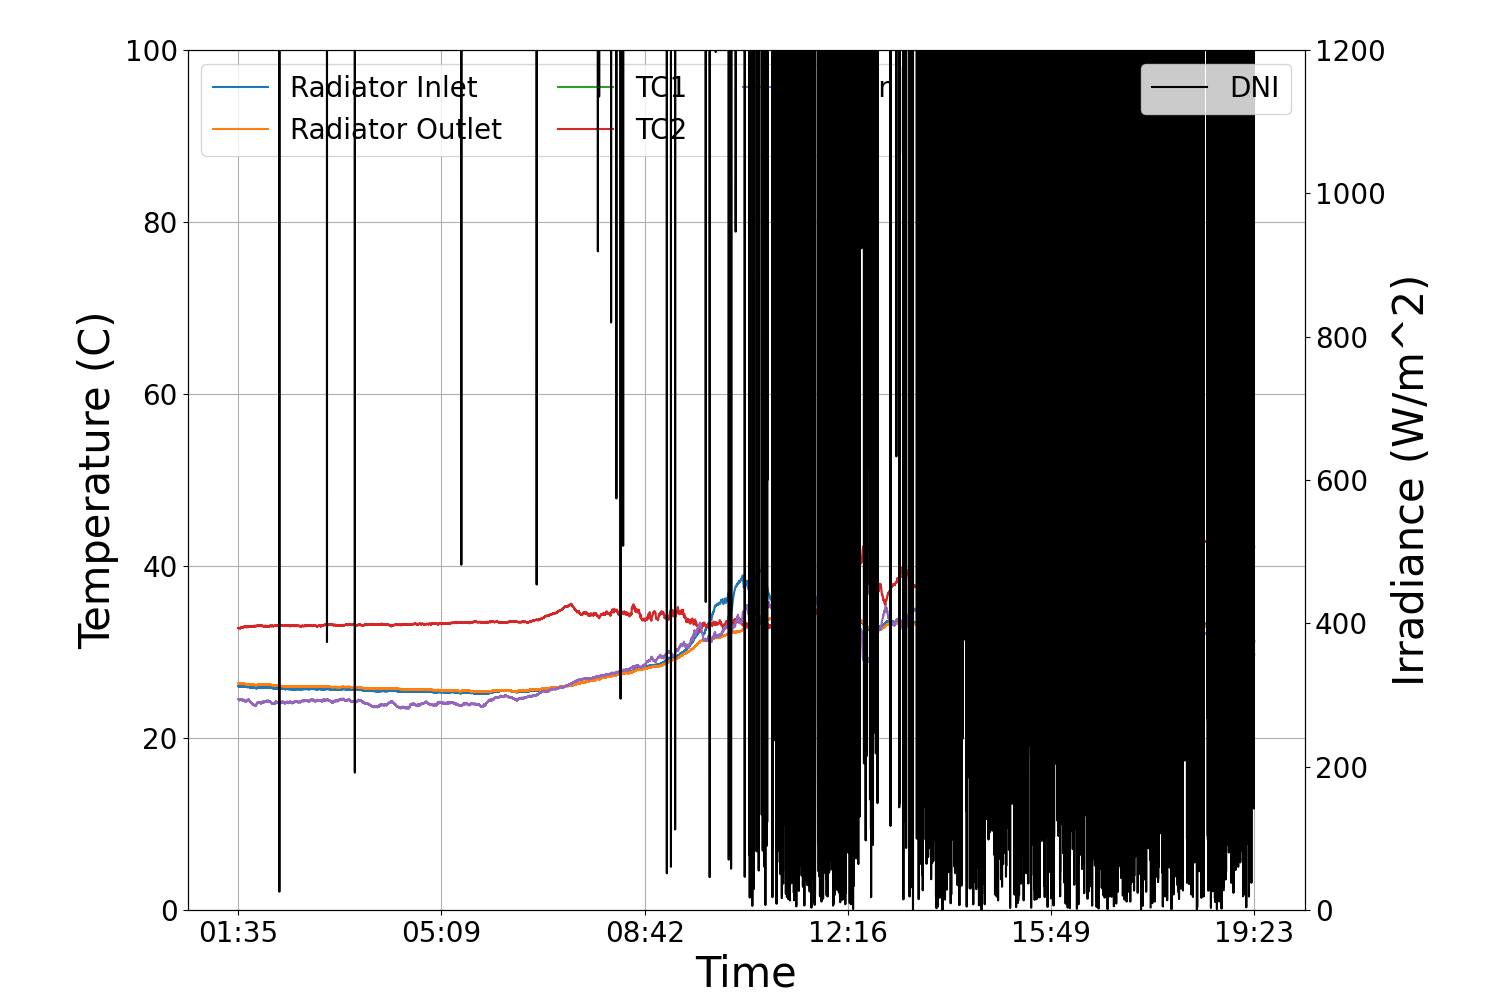 100
80
60
40
20
0
Temperature (C)
Radiator Inlet
Radiator Outlet
TC1
TC2
r
DNI
1200
1000
800
600
400
200
0
Irradiance (W/m^2)
01:35 05:09 08:42 12:16 15:49 19:23
Time